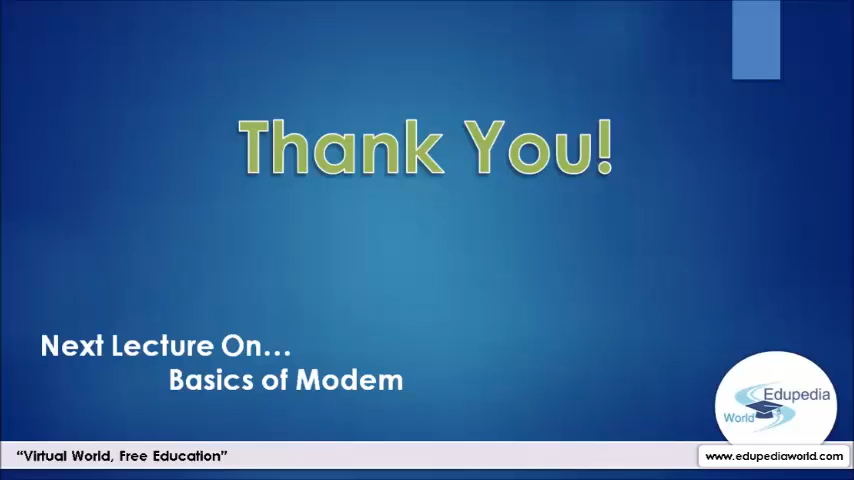 Thank You!
Next Lecture On...
Basics of Modem
Edupedia
World
"Virtual World, Free Education"
www.edupediaworld.com